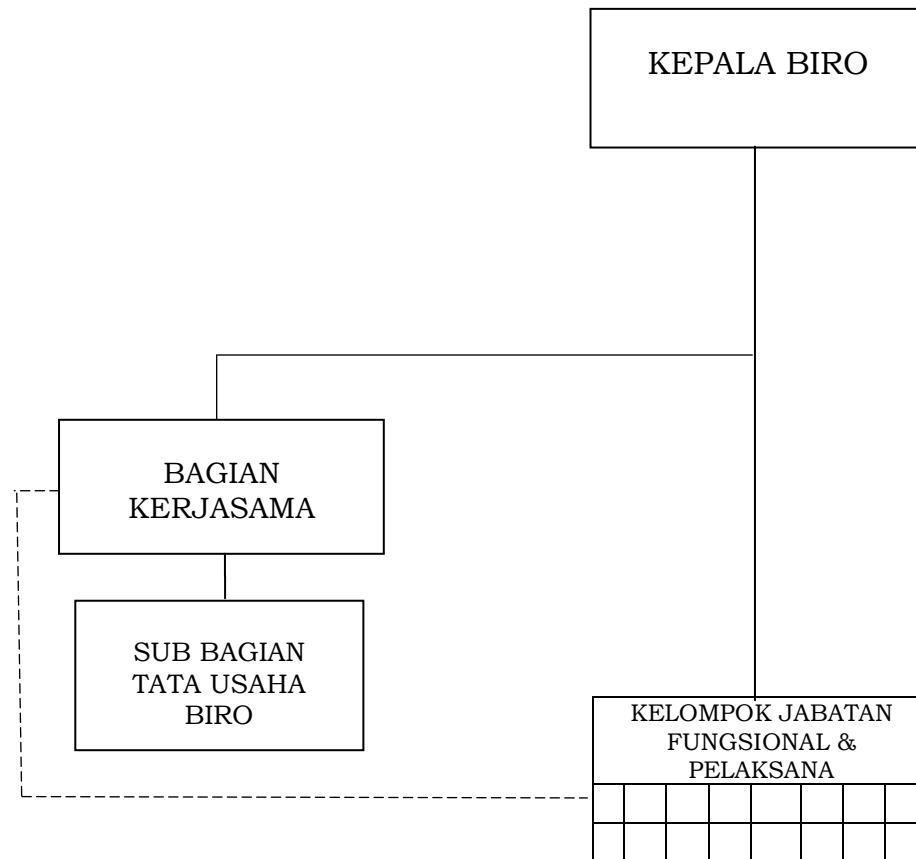 KEPALA BIRO
BAGIAN
KERJASAMA
SUB BAGIAN
TATA USAHA
BIRO
KELOMPOK JABATAN
FUNGSIONAL &
PELAKSANA